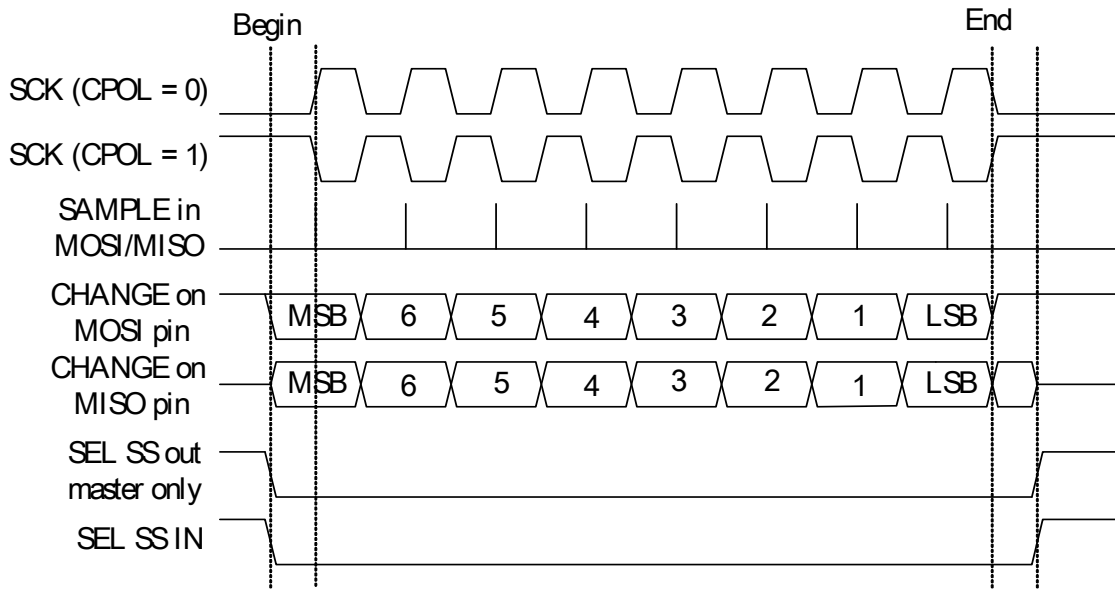 Begin
End
SCK (CPOL = 0)
SCK (CPOL = 1)
SAMPLE in
MOSI/MISO
CHANGE on
MOSI pin
MSB 6 5 4 3 2 1 LSB
CHANGE on
MISO pin
MSB 6 5 4 3 2 1 LSB
SEL SS out
master only
SEL SS IN